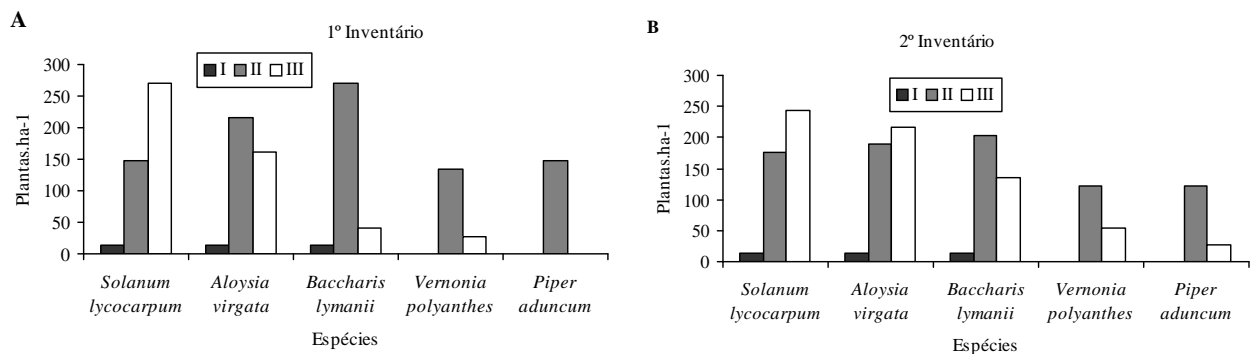 A
1º Inventário
I II III
Plantas.ha-1
300
250
200
150
100
50
0
Solanum lycocarpum
Aloysia virgata
Baccharis lymanii
Vernonia polyanthes
Piper aduncum
Espécies
B
2º Inventário
I II III
Plantas.ha-1
300
250
200
150
100
50
0
Solanum lycocarpum
Aloysia virgata
Baccharis lymanii
Vernonia polyanthes
Piper aduncum
Espécies